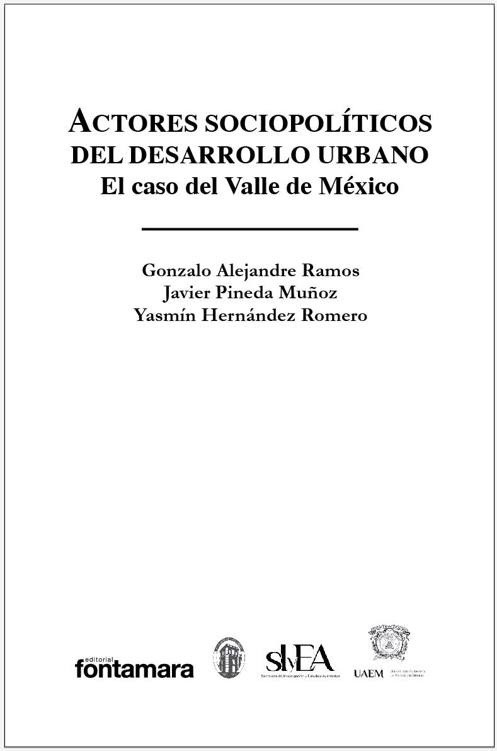 ACTORES SOCIOPOLÍTICOS
DEL DESARROLLO URBANO
El caso del Valle de México
Gonzalo Alejandre Ramos
Javier Pineda Muñoz
Yasmín Hernández Romero
editorial
fontamara
sIyEA
UAEM